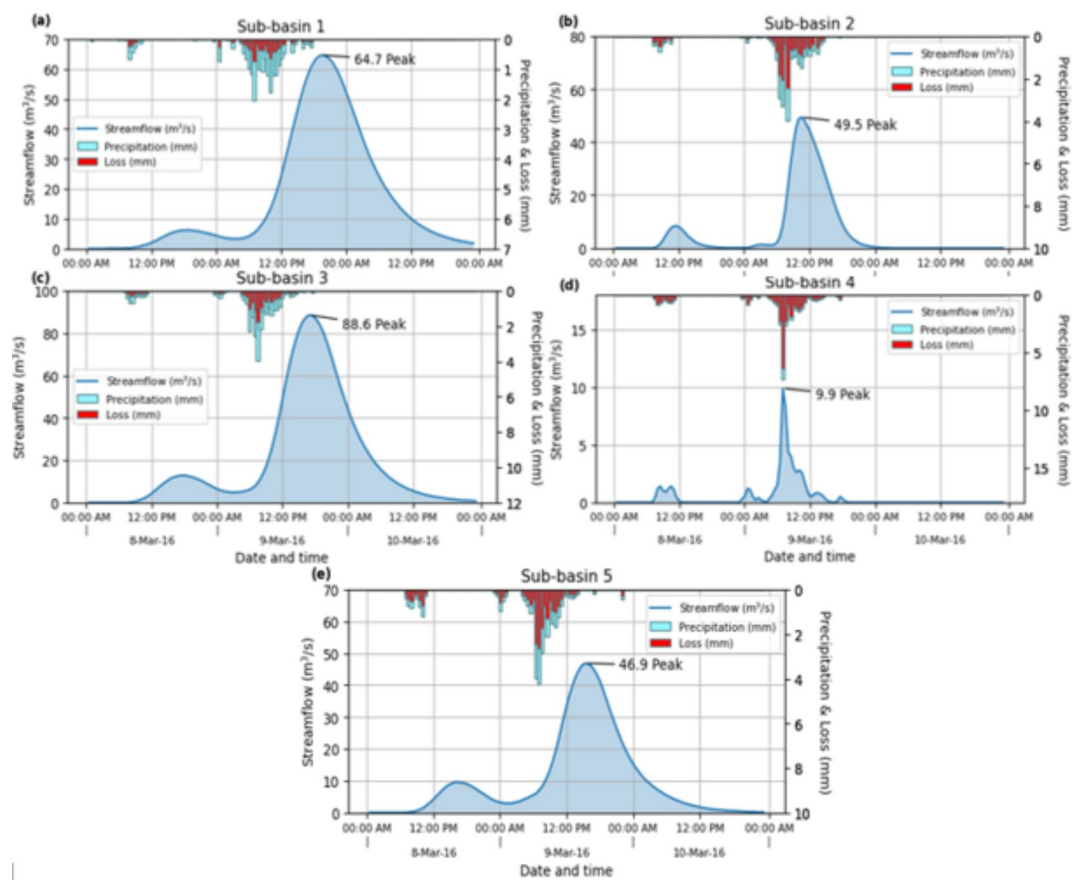 (a)
Sub-basin 1
Streamflow (m³/s)
70
60
50
40
30
20
10
0
64.7 Peak
Streamflow (m³/s)
Precipitation (mm)
Loss (mm)
0
1
2
3
4
5
6
7
Precipitation & Loss (mm)
00:00 AM 12:00 PM 00:00 AM 12:00 PM 00:00 AM 12:00 PM 00:00 AM
(b)
Sub-basin 2
Streamflow (m³/s)
80
60
40
20
0
49.5 Peak
Streamflow (m³/s)
Precipitation (mm)
Loss (mm)
0
2
4
6
8
10
Precipitation & Loss (mm)
00:00 AM 12:00 PM 00:00 AM 12:00 PM 00:00 AM 12:00 PM 00:00 AM
(c)
Sub-basin 3
Streamflow (m³/s)
100
80
60
40
20
0
88.6 Peak
Streamflow (m³/s)
Precipitation (mm)
Loss (mm)
0
2
4
6
8
10
12
Precipitation & Loss (mm)
00:00 AM 12:00 PM 00:00 AM 12:00 PM 00:00 AM 12:00 PM 00:00 AM
8-Mar-16 9-Mar-16 10-Mar-16
Date and time
(d)
Sub-basin 4
Streamflow (m³/s)
15
10
5
0
9.9 Peak
Streamflow (m³/s)
Precipitation (mm)
Loss (mm)
0
5
10
15
Precipitation & Loss (mm)
00:00 AM 12:00 PM 00:00 AM 12:00 PM 00:00 AM 12:00 PM 00:00 AM
8-Mar-16 9-Mar-16 10-Mar-16
Date and time
(e)
Sub-basin 5
Streamflow (m³/s)
70
60
50
40
30
20
10
0
46.9 Peak
Streamflow (m³/s)
Precipitation (mm)
Loss (mm)
0
2
4
6
8
10
Precipitation & Loss (mm)
00:00 AM 12:00 PM 00:00 AM 12:00 PM 00:00 AM 12:00 PM 00:00 AM
8-Mar-16 9-Mar-16 10-Mar-16
Date and time